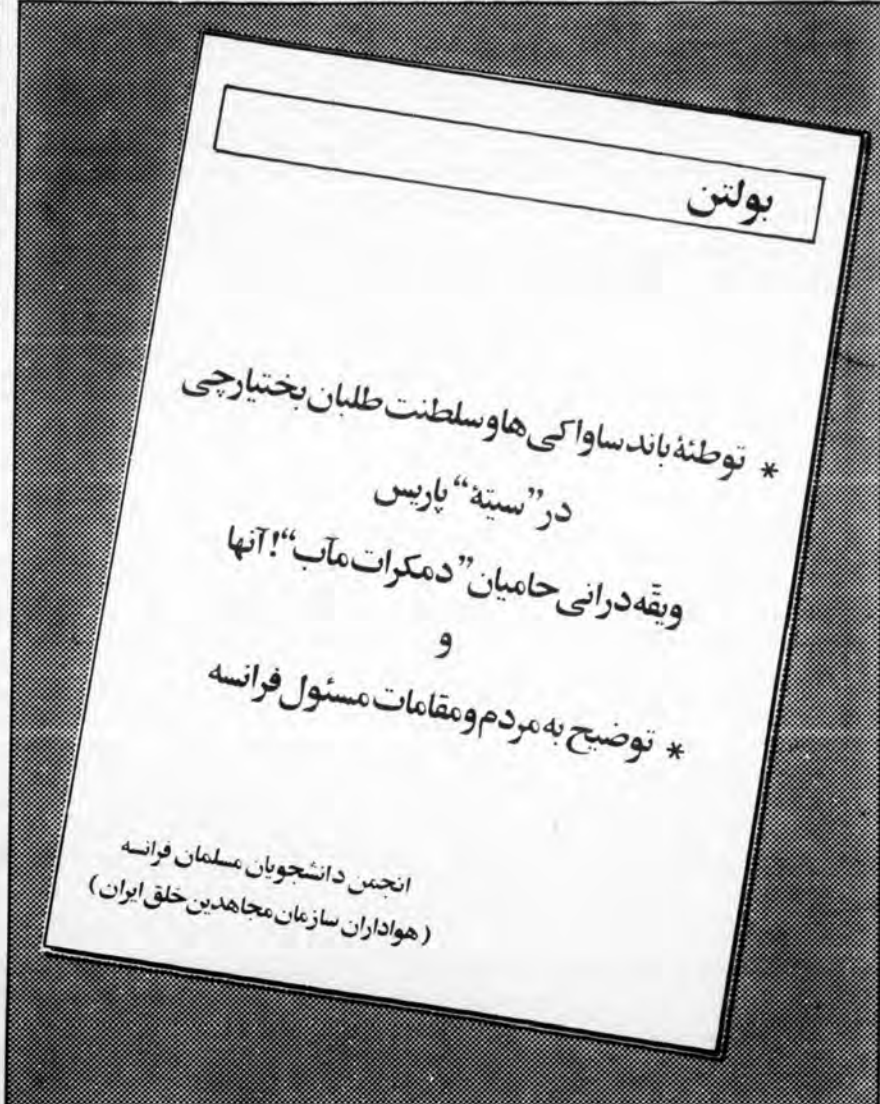 بولتن
* توطئهٔ باند ساواکی ها و سلطنت طلبان بختیارچی
در "سیتهٔ" پاریس
و یقّه درانی حامیان "دمکرات مآب"! آنها
و
* توضیح به مردم و مقامات مسئول فرانسه
انجمن دانشجویان مسلمان فرانسه
(هواداران سازمان مجاهدین خلق ایران)